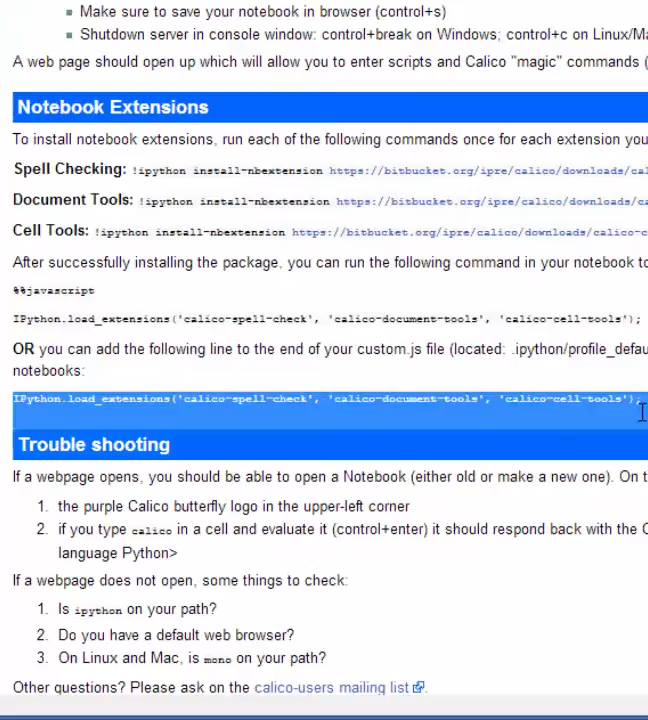 Make sure to save your notebook in browser (control+s)
Shutdown server in console window: control+break on Windows; control+c on Linux/Ma
A web page should open up which will allow you to enter scripts and Calico "magic" commands (
Notebook Extensions
To install notebook extensions, run each of the following commands once for each extension you
Spell Checking: !ipython install-nbextension https://bitbucket.org/ipre/calico/downloads/cal
Document Tools: !ipython install-nbextension https://bitbucket.org/ipre/calico/downloads/ca
Cell Tools: !ipython install-nbextension https://bitbucket.org/ipre/calico/downloads/calico-c
After successfully installing the package, you can run the following command in your notebook to
%%javascript
IPython.load_extensions('calico-spell-check', 'calico-document-tools', 'calico-cell-tools');
OR you can add the following line to the end of your custom.js file (located: .ipython/profile_defau
notebooks:
IPython.load_extensions('calico-spell-check', 'calico-document-tools', 'calico-cell-tools');
Trouble shooting
If a webpage opens, you should be able to open a Notebook (either old or make a new one). On t
1. the purple Calico butterfly logo in the upper-left corner
2. if you type calico in a cell and evaluate it (control+enter) it should respond back with the C
language Python>
If a webpage does not open, some things to check:
1. Is ipython on your path?
2. Do you have a default web browser?
3. On Linux and Mac, is mono on your path?
Other questions? Please ask on the calico-users mailing list.